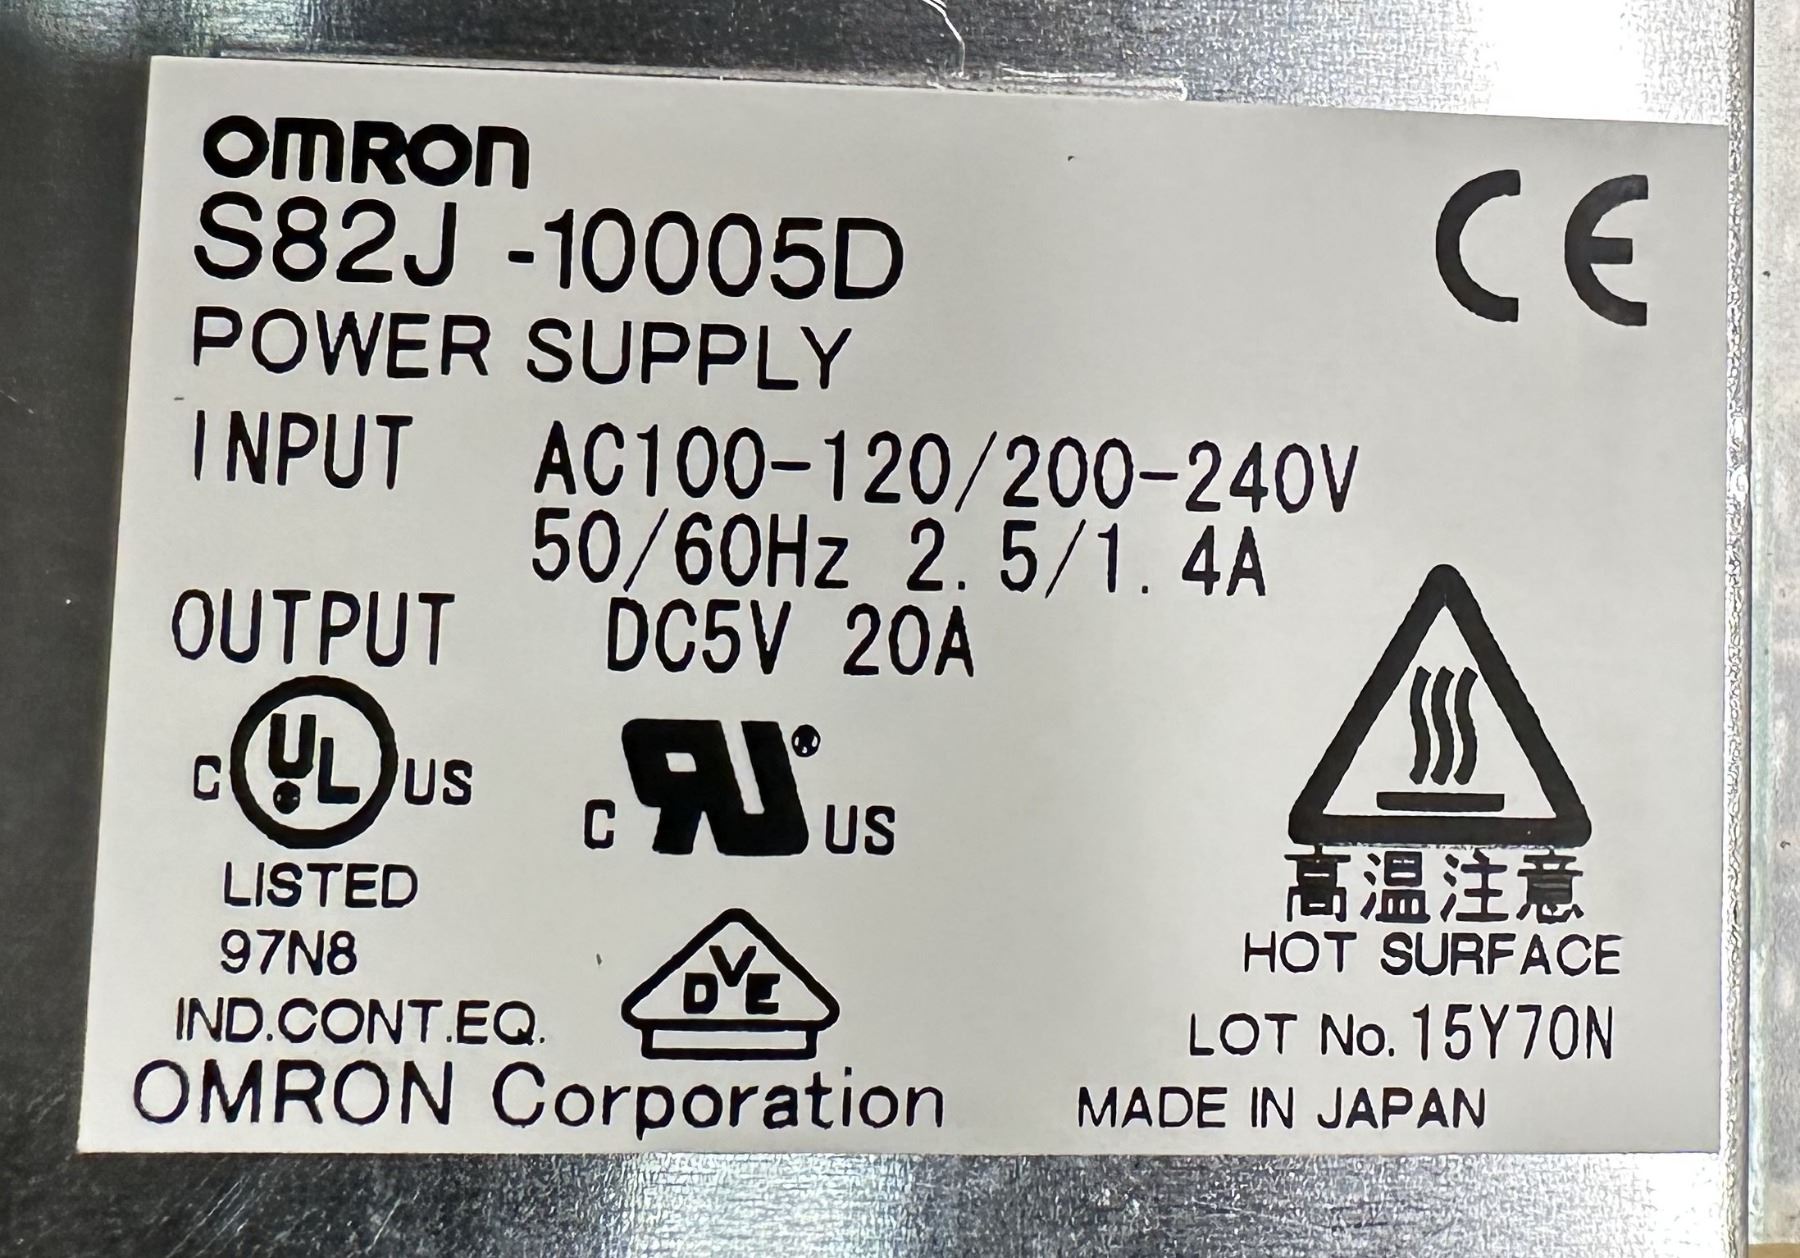 OMRON
S82J -10005D
POWER SUPPLY
INPUT AC100-120/200-240V
50/60Hz 2.5/1.4A
OUTPUT DC5V 20A
C UL US
C RU ® US
LISTED
97N8
IND.CONT.EQ.
DVE
OMRON Corporation
CE
高温注意
HOT SURFACE
LOT No. 15Y70N
MADE IN JAPAN